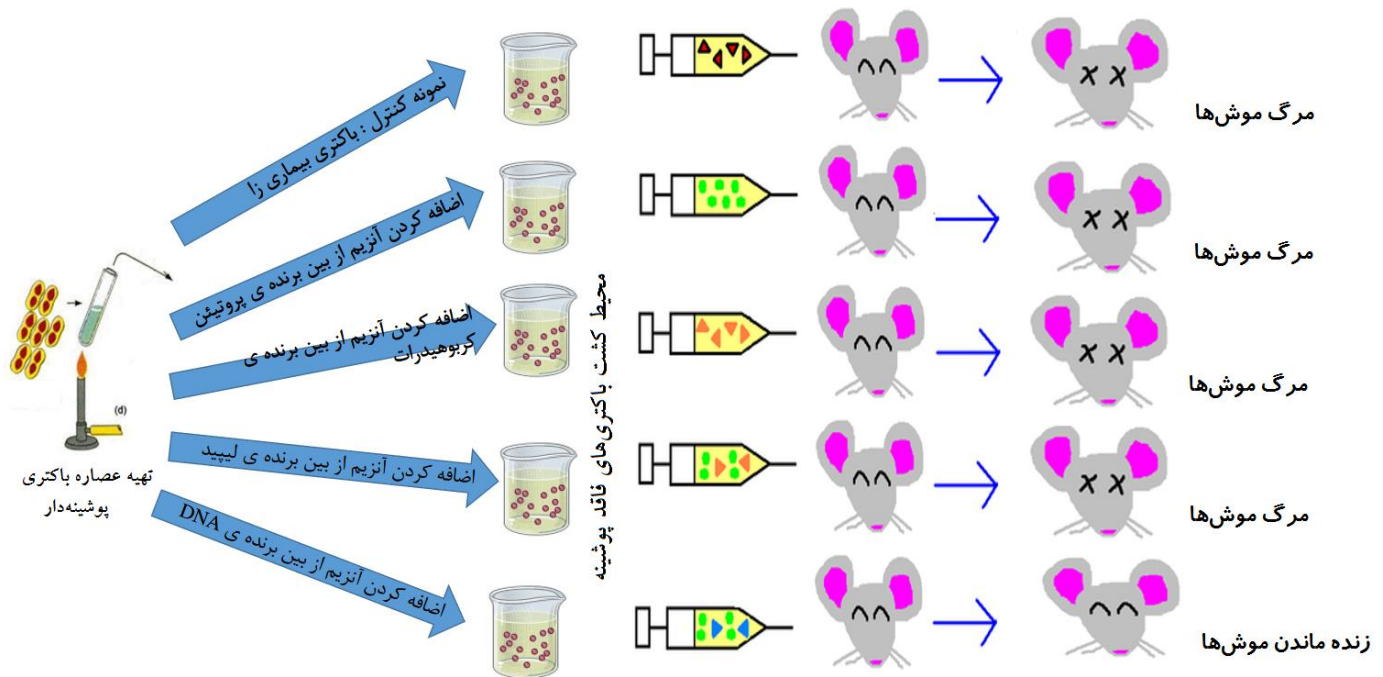 نمونه کنترل : باکتری بیماری زا
مرگ موش‌ها
اضافه کردن آنزیم از بین برنده ی پروتیئن
مرگ موش‌ها
اضافه کردن آنزیم از بین برنده ی
کربوهیدرات
مرگ موش‌ها
(d)
تهیه عصاره باکتری
پوشینه‌دار
اضافه کردن آنزیم از بین برنده ی لیپید
مرگ موش‌ها
اضافه کردن آنزیم از بین برنده ی DNA
زنده ماندن موش‌ها
محیط کشت باکتری‌های فاقد پوشینه